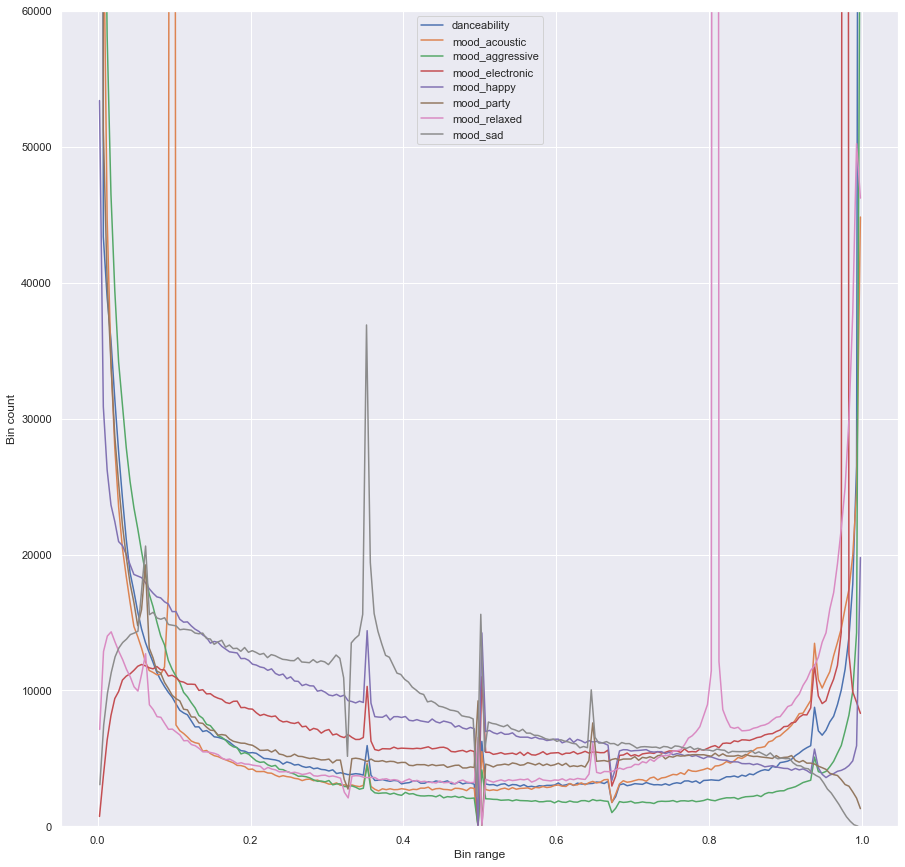 60000
50000
40000
30000
20000
10000
0
Bin count
danceability
mood_acoustic
mood_aggressive
mood_electronic
mood_happy
mood_party
mood_relaxed
mood_sad
0.0 0.2 0.4 0.6 0.8 1.0
Bin range